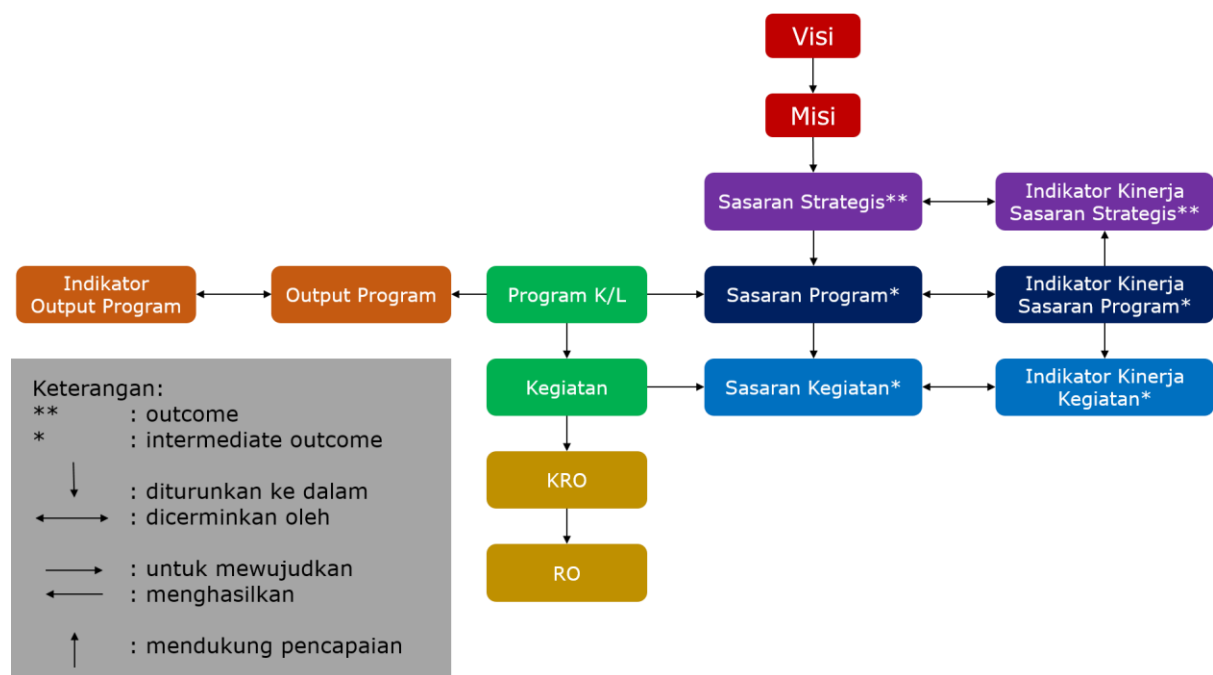 Visi
Misi
Sasaran Strategis**
Indikator Kinerja
Sasaran Strategis**
Indikator
Output Program
Output Program
Program K/L
Sasaran Program*
Indikator Kinerja
Sasaran Program*
Kegiatan
Sasaran Kegiatan*
Indikator Kinerja
Kegiatan*
KRO
RO
Keterangan:
** : outcome
* : intermediate outcome
: diturunkan ke dalam
: dicerminkan oleh
: untuk mewujudkan
: menghasilkan
: mendukung pencapaian